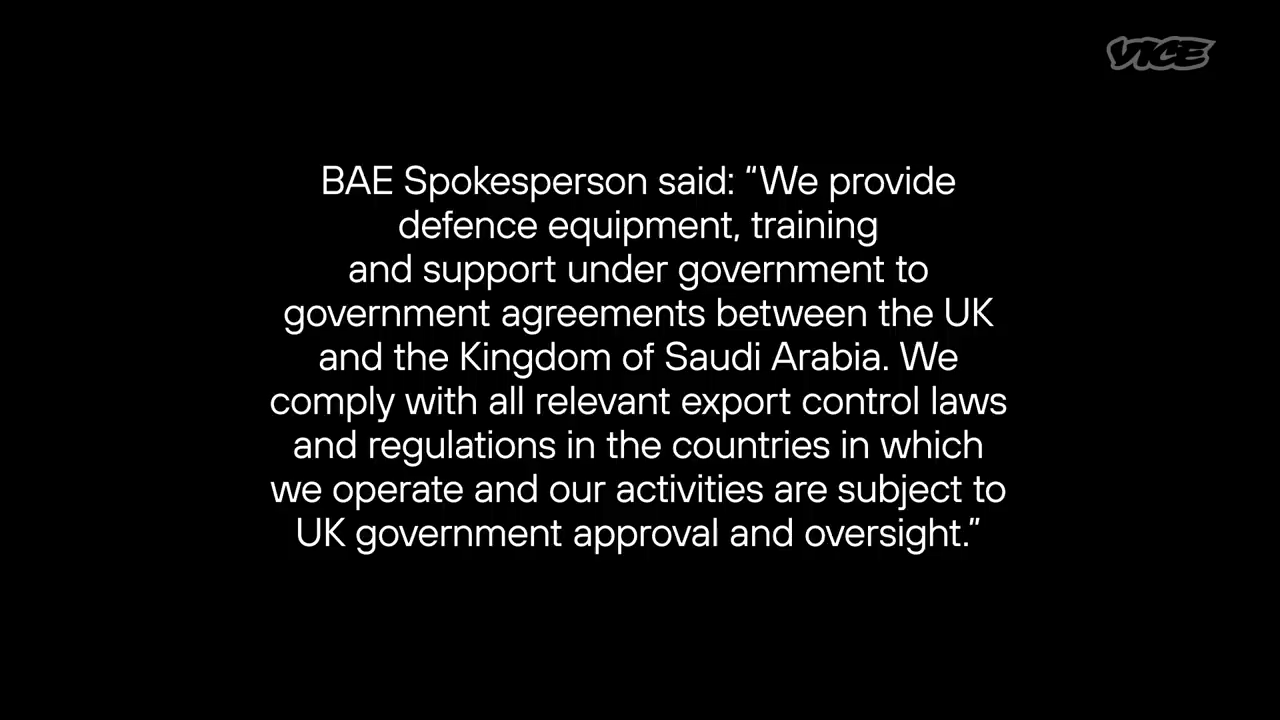 VICE
BAE Spokesperson said: “We provide
defence equipment, training
and support under government to
government agreements between the UK
and the Kingdom of Saudi Arabia. We
comply with all relevant export control laws
and regulations in the countries in which
we operate and our activities are subject to
UK government approval and oversight.”